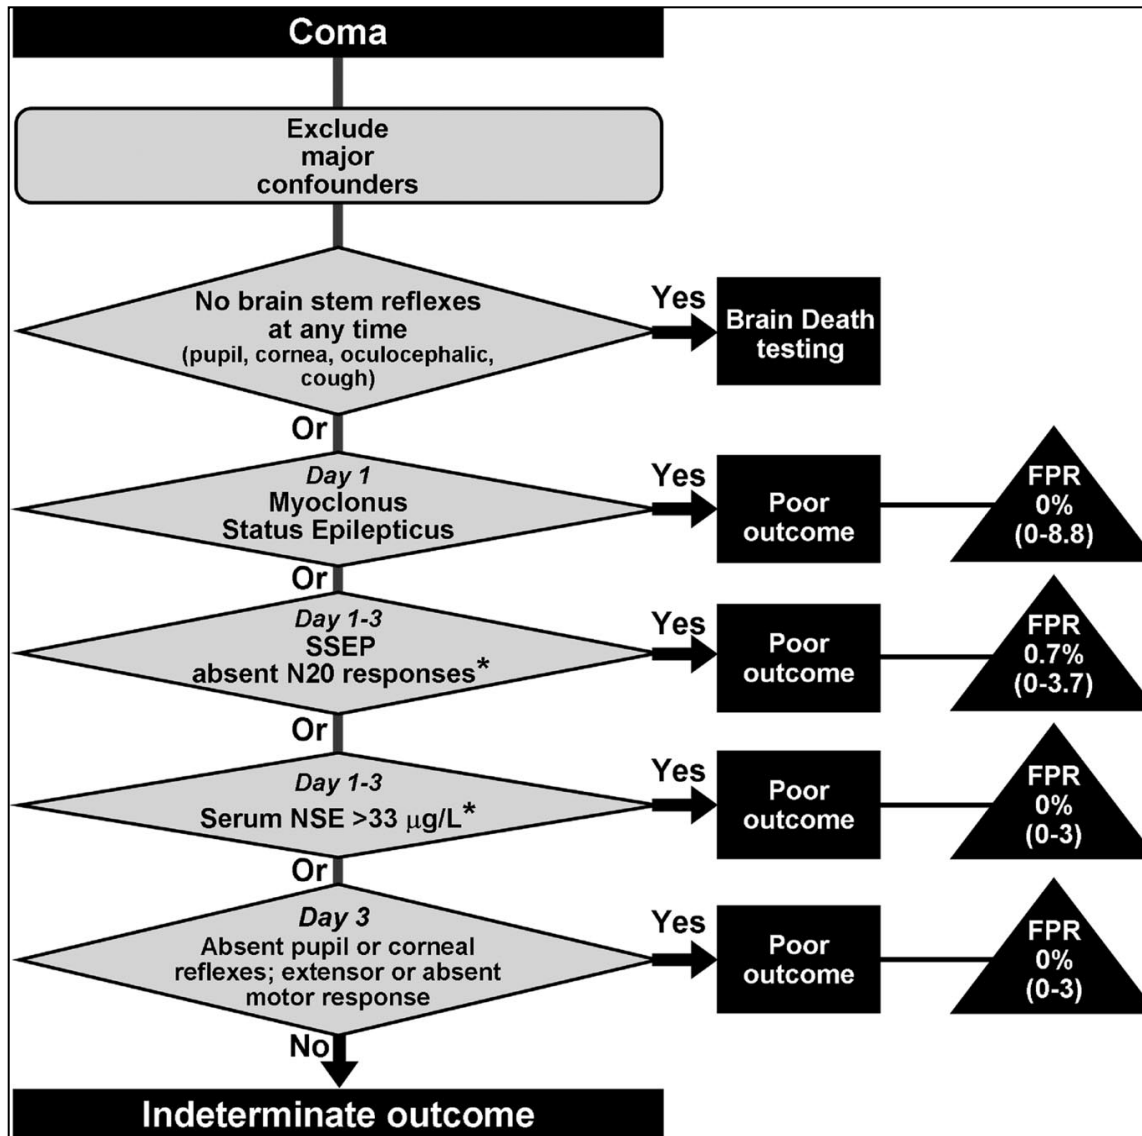 Coma
Exclude
major
confounders
No brain stem reflexes
at any time
(pupil, cornea, oculocephalic,
cough)
Yes
Brain Death
testing
Or
Day 1
Myoclonus
Status Epilepticus
Yes
Poor
outcome
FPR
0%
(0-8.8)
Or
Day 1-3
SSEP
absent N20 responses*
Yes
Poor
outcome
FPR
0.7%
(0-3.7)
Or
Day 1-3
Serum NSE >33 µg/L*
Yes
Poor
outcome
FPR
0%
(0-3)
Or
Day 3
Absent pupil or corneal
reflexes; extensor or absent
motor response
Yes
Poor
outcome
FPR
0%
(0-3)
No
Indeterminate outcome